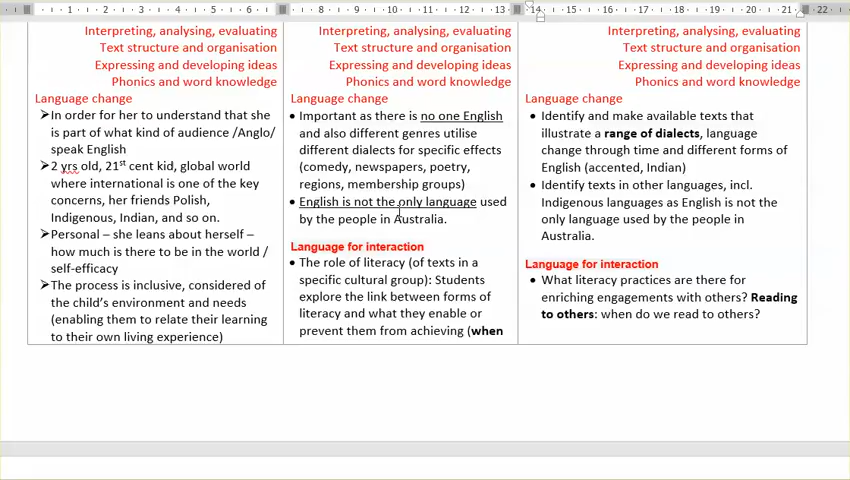 1 2 3 4 5 6 7 8 9 10 11 12 13 14 15 16 17 18 19 20 21 22
Interpreting, analysing, evaluating
Text structure and organisation
Expressing and developing ideas
Phonics and word knowledge
Language change
In order for her to understand that she
is part of what kind of audience /Anglo/
speak English
2 yrs old, 21st cent kid, global world
where international is one of the key
concerns, her friends Polish,
Indigenous, Indian, and so on.
Personal – she leans about herself –
how much is there to be in the world /
self-efficacy
The process is inclusive, considered of
the child's environment and needs
(enabling them to relate their learning
to their own living experience)
Interpreting, analysing, evaluating
Text structure and organisation
Expressing and developing ideas
Phonics and word knowledge
Language change
Important as there is no one English
and also different genres utilise
different dialects for specific effects
(comedy, newspapers, poetry,
regions, membership groups)
English is not the only language used
by the people in Australia.
Language for interaction
The role of literacy (of texts in a
specific cultural group): Students
explore the link between forms of
literacy and what they enable or
prevent them from achieving (when
Interpreting, analysing, evaluating
Text structure and organisation
Expressing and developing ideas
Phonics and word knowledge
Language change
Identify and make available texts that
illustrate a range of dialects, language
change through time and different forms of
English (accented, Indian)
Identify texts in other languages, incl.
Indigenous languages as English is not the
only language used by the people in
Australia.
Language for interaction
What literacy practices are there for
enriching engagements with others? Reading
to others: when do we read to others?